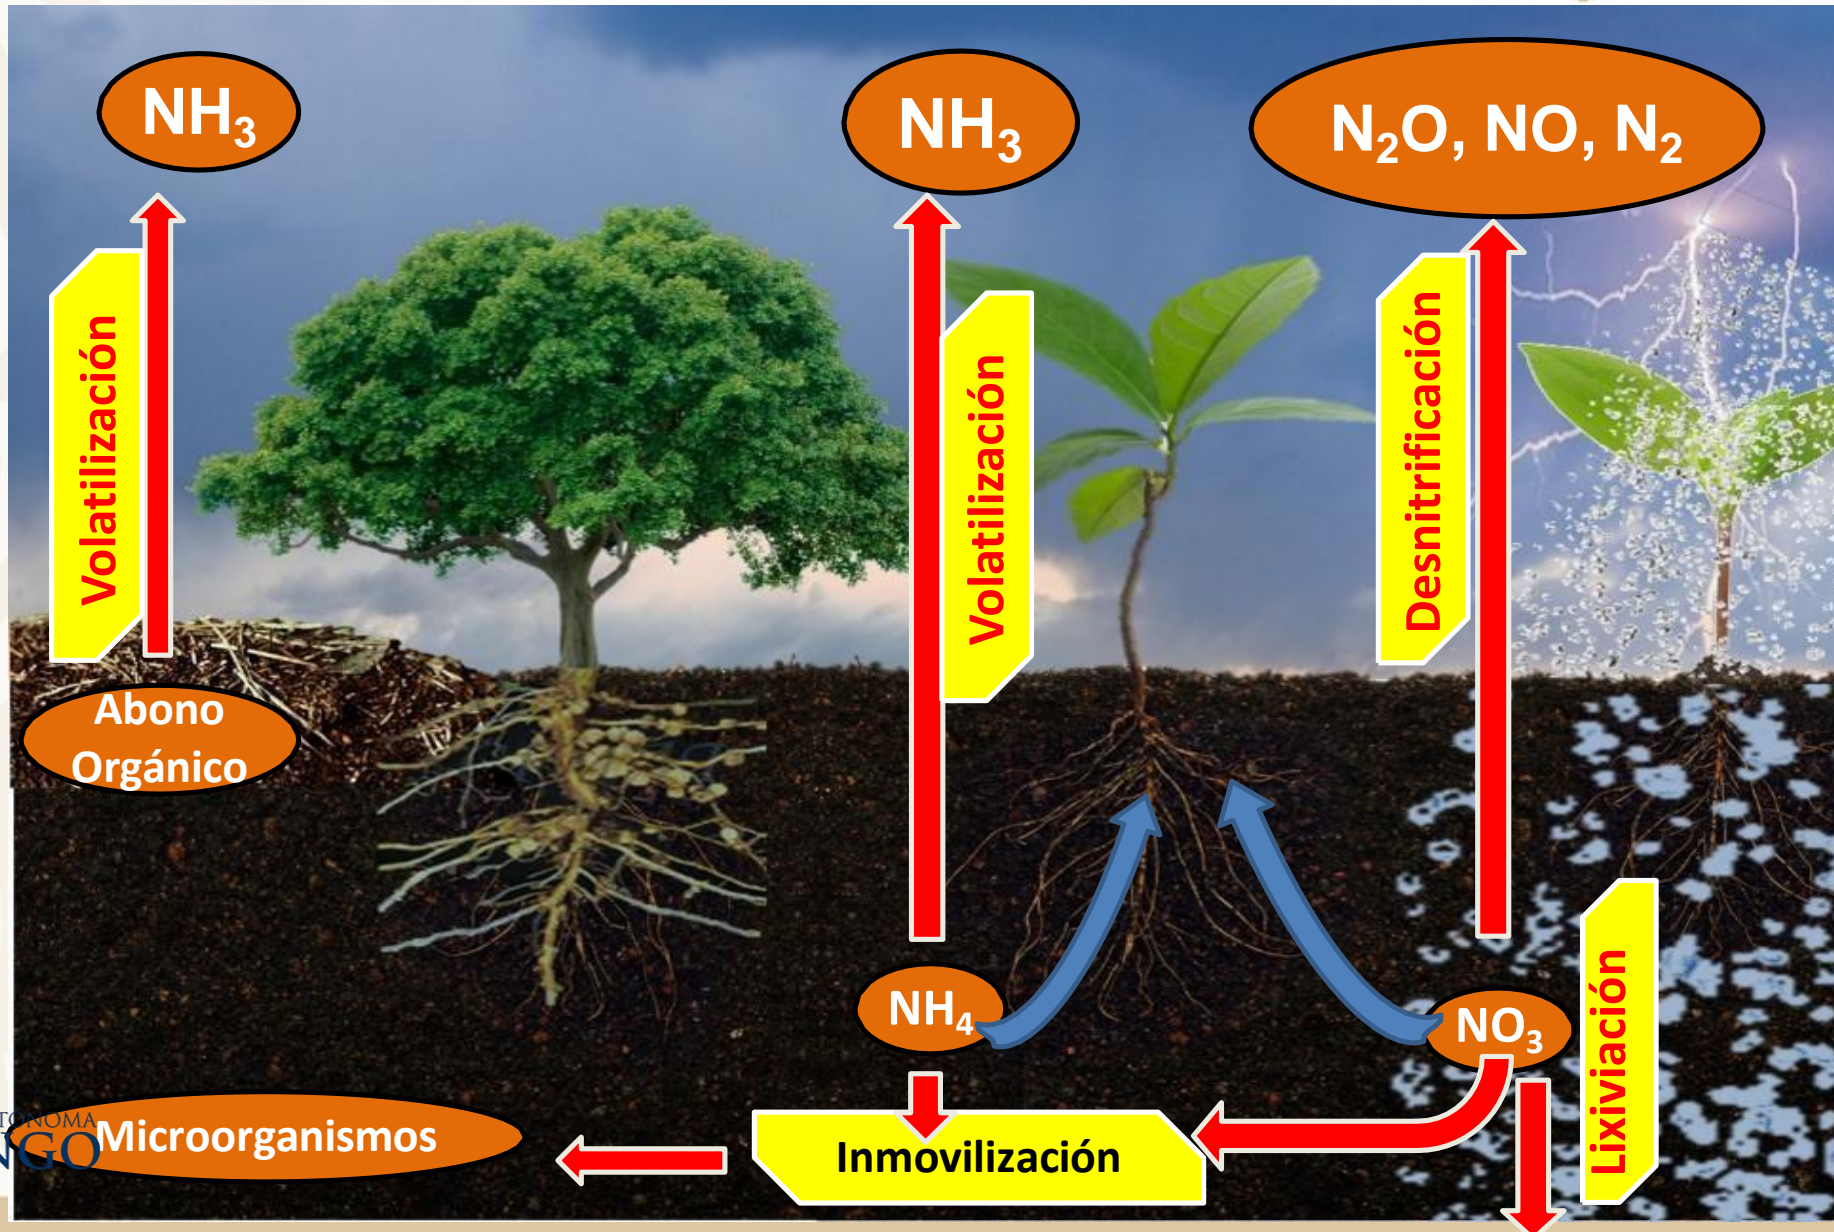 NH₃
NH₃
N₂O, NO, N₂
Volatilización
Volatilización
Desnitrificación
Abono
Orgánico
NH₄
NO₃
Lixiviación
Microorganismos
Inmovilización